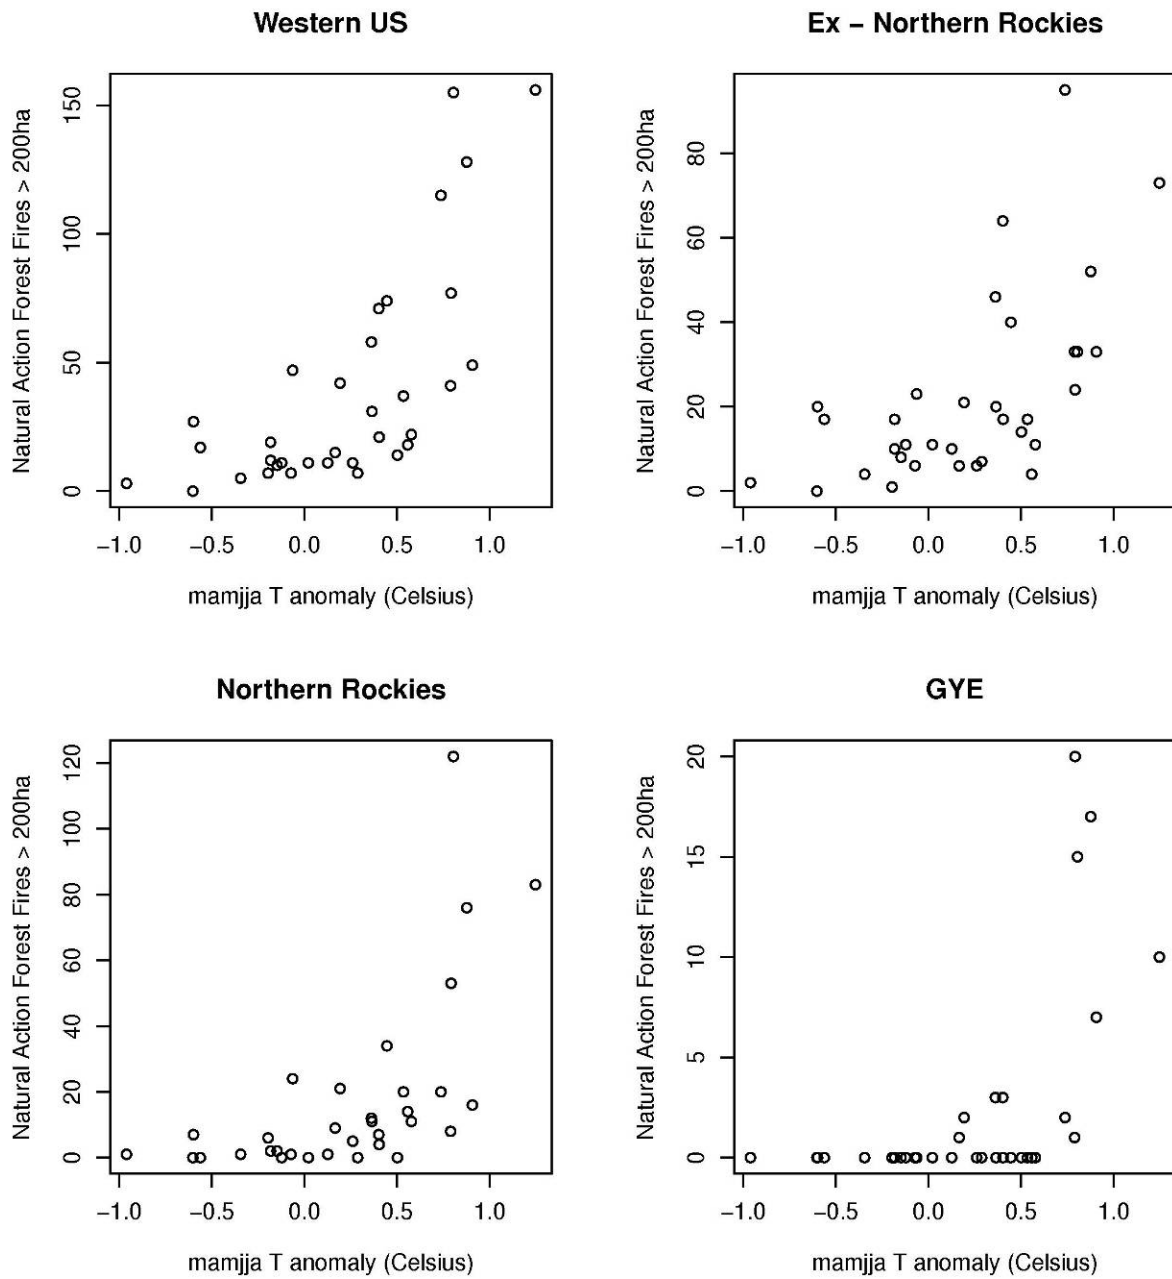 Western US
Natural Action Forest Fires > 200ha
150
100
50
0
−1.0 −0.5 0.0 0.5 1.0
mamjja T anomaly (Celsius)
Ex − Northern Rockies
Natural Action Forest Fires > 200ha
80
60
40
20
0
−1.0 −0.5 0.0 0.5 1.0
mamjja T anomaly (Celsius)
Northern Rockies
Natural Action Forest Fires > 200ha
120
100
80
60
40
20
0
−1.0 −0.5 0.0 0.5 1.0
mamjja T anomaly (Celsius)
GYE
Natural Action Forest Fires > 200ha
20
15
10
5
0
−1.0 −0.5 0.0 0.5 1.0
mamjja T anomaly (Celsius)